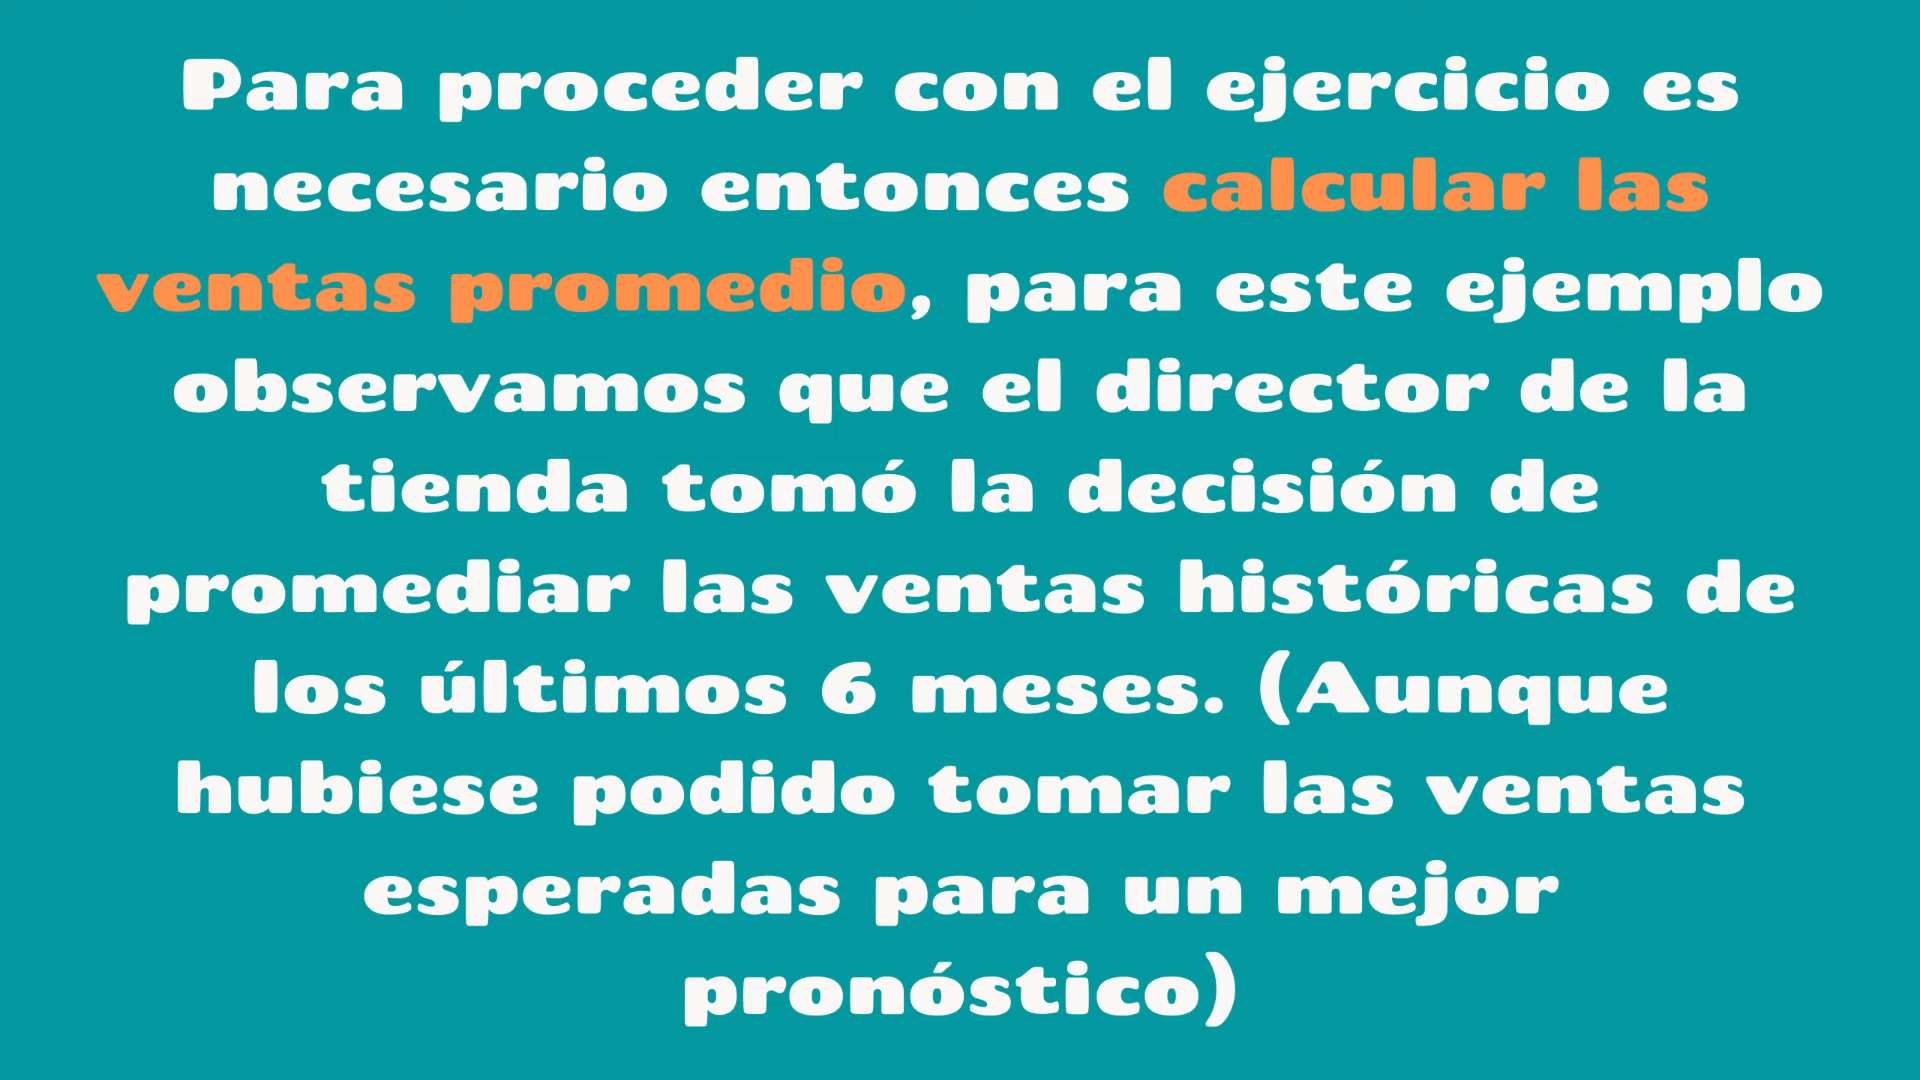 Para proceder con el ejercicio es
necesario entonces calcular las
ventas promedio, para este ejemplo
observamos que el director de la
tienda tomó la decisión de
promediar las ventas históricas de
los últimos 6 meses. (Aunque
hubiese podido tomar las ventas
esperadas para un mejor
pronóstico)